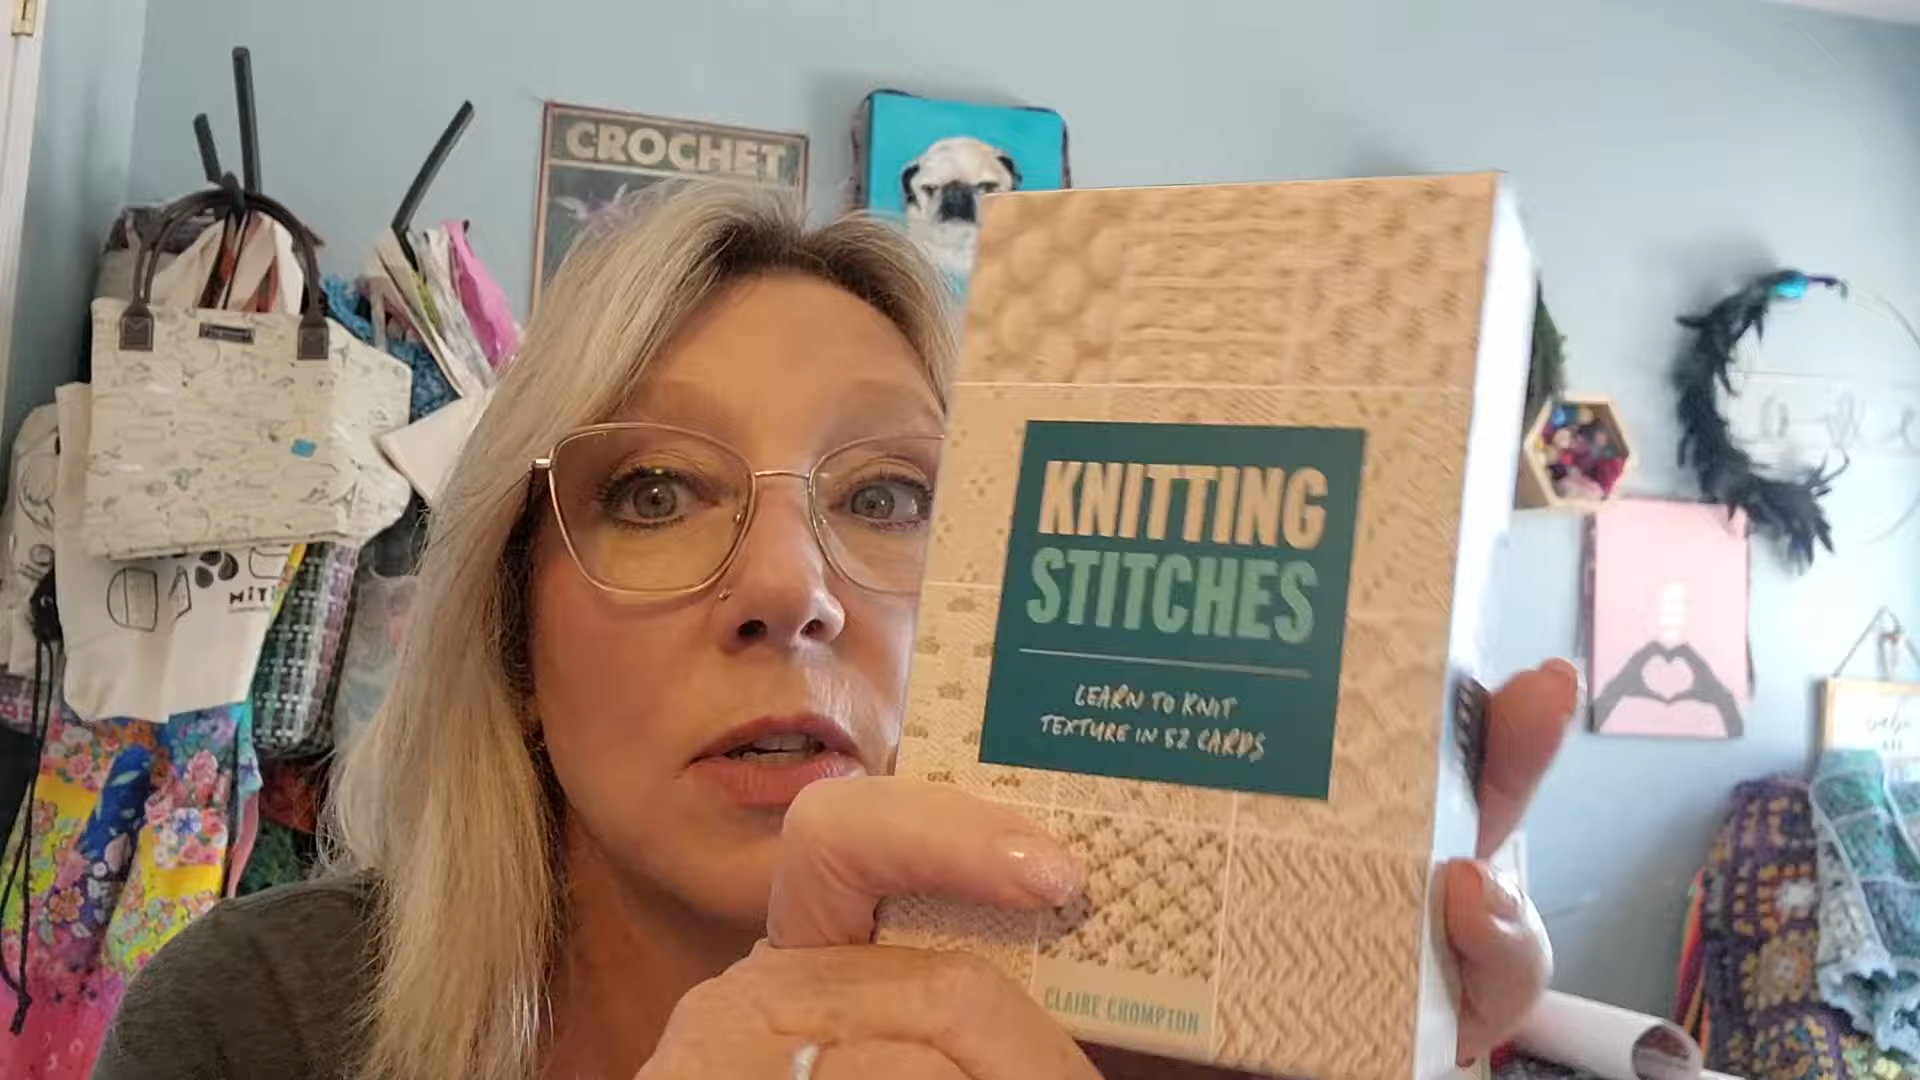 CROCHET
KNITTING
STITCHES
LEARN TO KNIT
TEXTURE IN 52 CARDS
CLAIRE CROMPTON